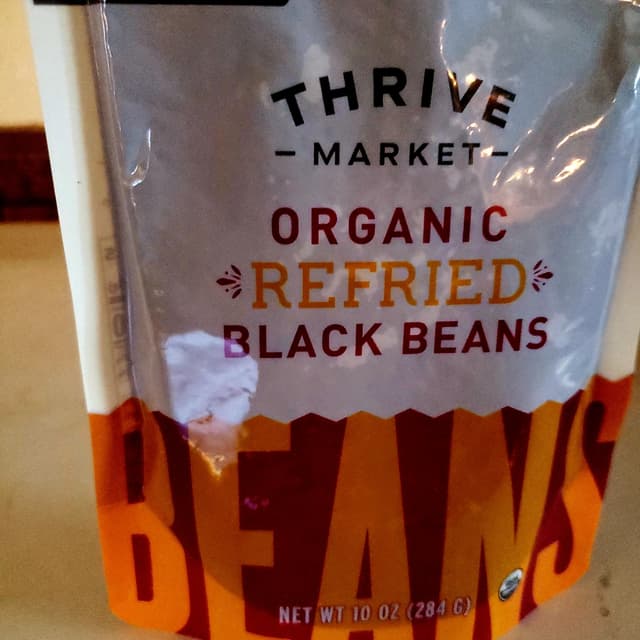 THRIVE
- MARKET -
ORGANIC
REFRIED
BLACK BEANS
BEANS
NET WT 10 OZ (284 G)